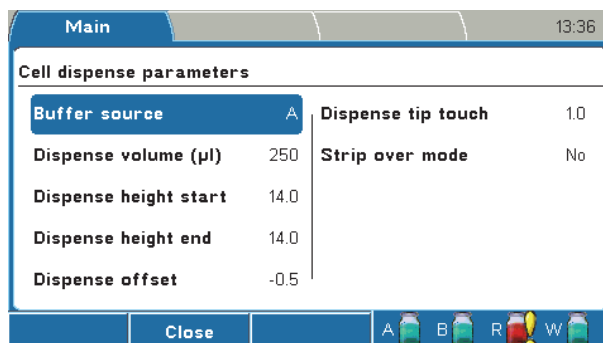 Main 13:36
Cell dispense parameters
Buffer source A
Dispense volume (µl) 250
Dispense height start 14.0
Dispense height end 14.0
Dispense offset -0.5
Dispense tip touch 1.0
Strip over mode No
Close A B R W